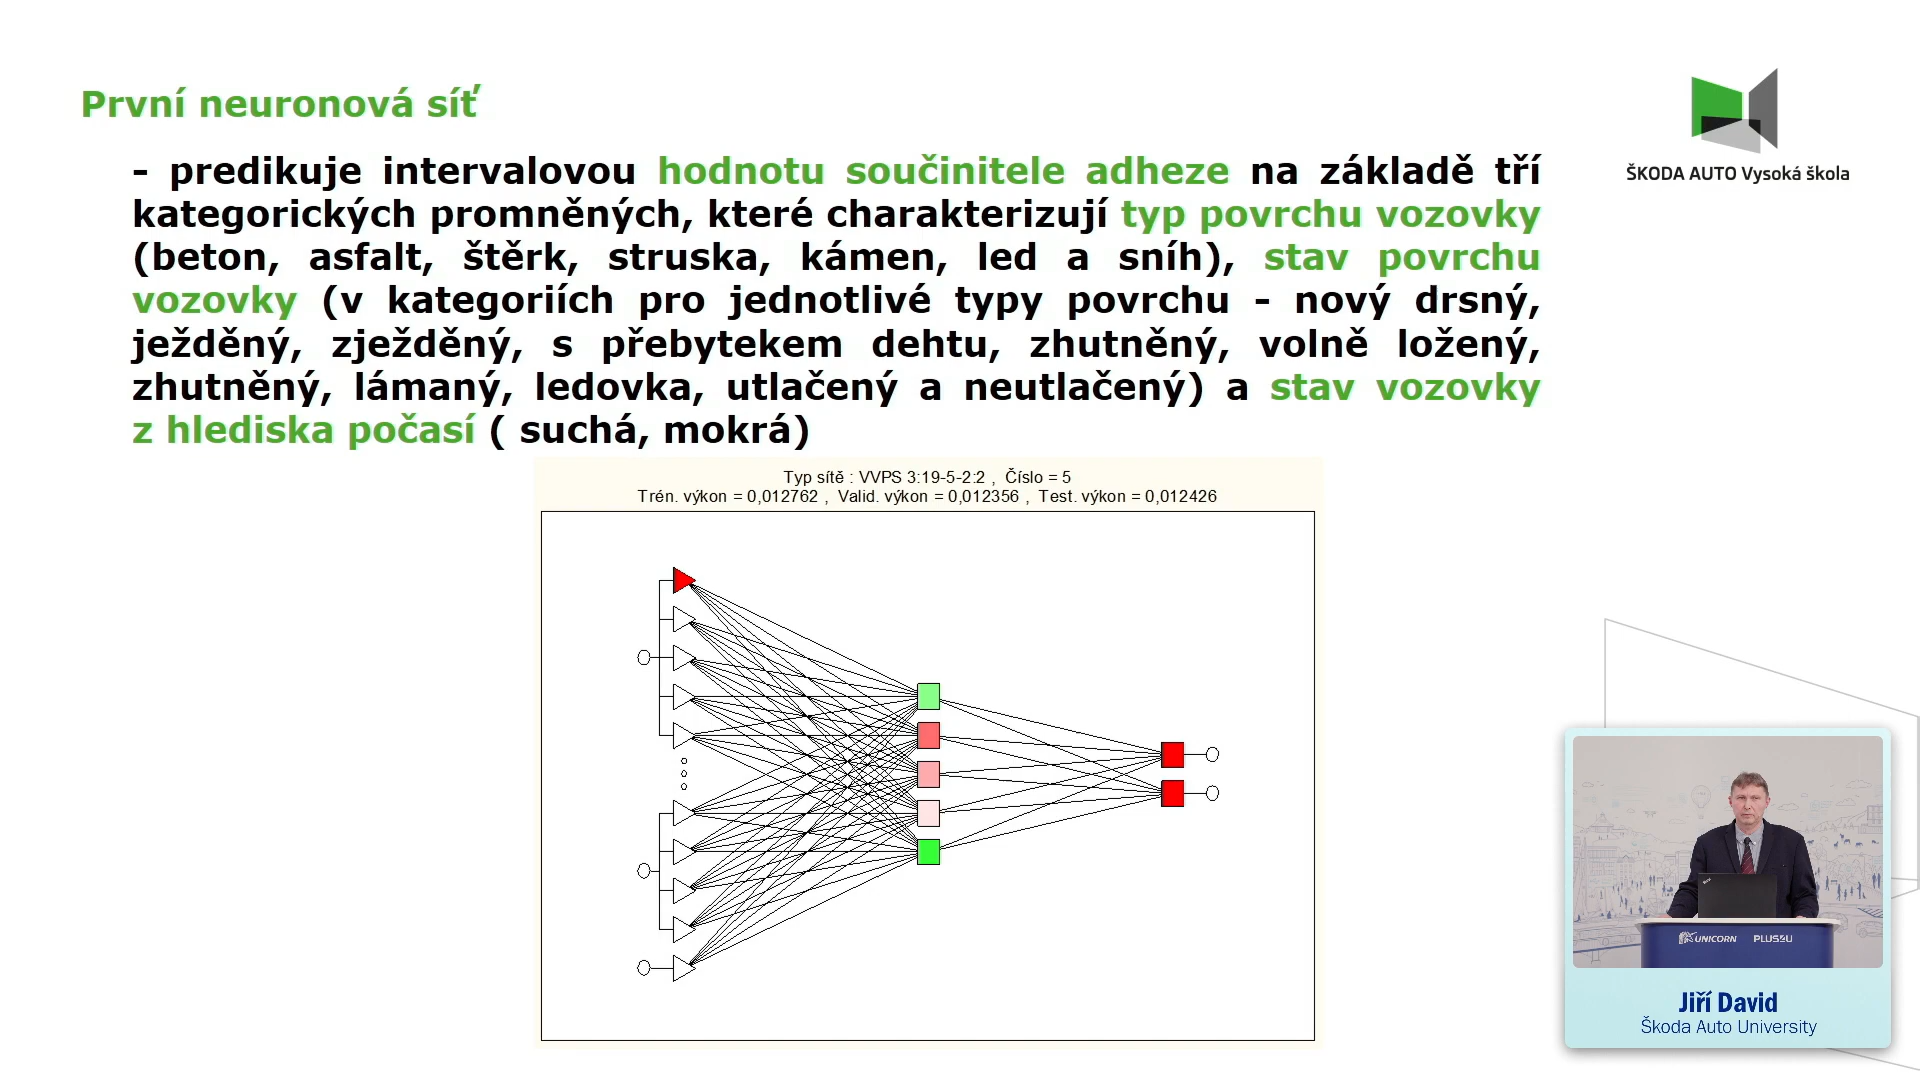 První neuronová síť
- predikuje intervalovou hodnotu součinitele adheze na základě tří
kategorických promněných, které charakterizují typ povrchu vozovky
(beton, asfalt, štěrk, struska, kámen, led a sníh), stav povrchu
vozovky (v kategoriích pro jednotlivé typy povrchu - nový drsný,
ježděný, zježděný, s přebytekem dehtu, zhutněný, volně ložený,
zhutněný, lámaný, ledovka, utlačený a neutlačený) a stav vozovky
z hlediska počasí ( suchá, mokrá)
ŠKODA AUTO Vysoká škola
Typ sítě : VVPS 3:19-5-2:2 , Číslo = 5
Trén. výkon = 0,012762 , Valid. výkon = 0,012356 , Test. výkon = 0,012426
UNICORN PLUS4U
Jiří David
Škoda Auto University